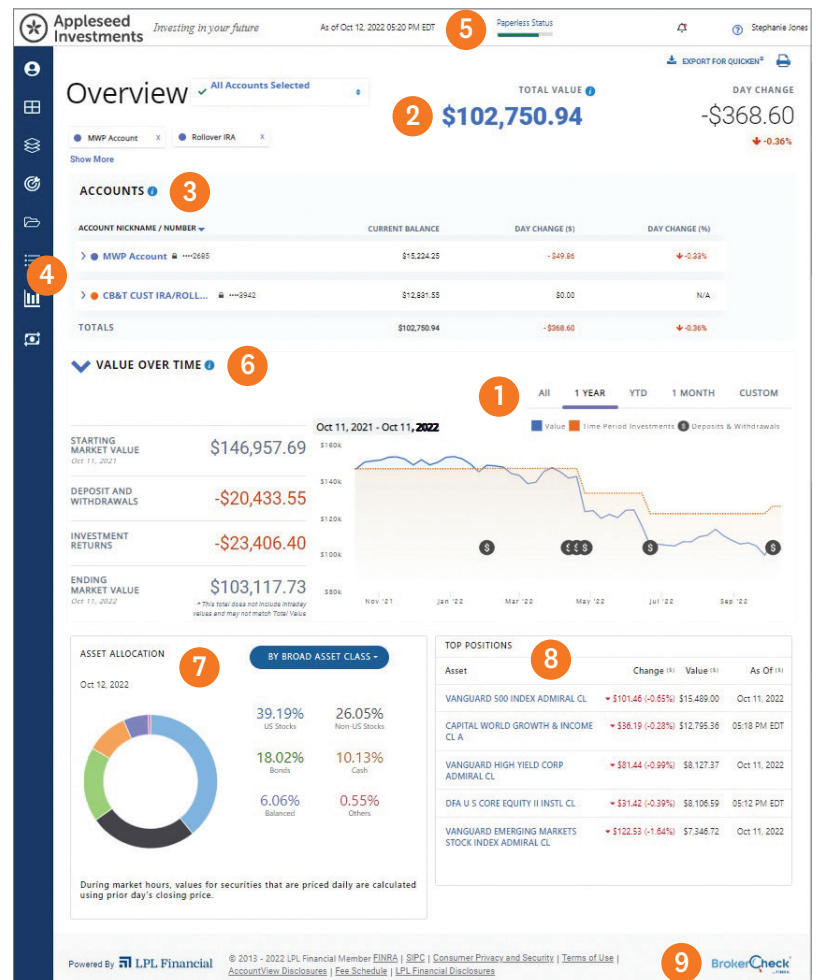 Appleseed
Investments
Investing in your future
As of Oct 12, 2022 05:20 PM EDT
5
Paperless Status
Stephanie Jones
EXPORT FOR QUICKEN®
Overview
All Accounts Selected
2
TOTAL VALUE
$102,750.94
DAY CHANGE
-$368.60
-0.36%
MWP Account X
Rollover IRA X
Show More
ACCOUNTS
3
ACCOUNT NICKNAME / NUMBER CURRENT BALANCE DAY CHANGE ($) DAY CHANGE (%)
MWP Account ····2685 $15,224.25 - $49.86 -0.33%
4
CB&T CUST IRA/ROLL... ····3942 $12,831.55 $0.00 N/A
TOTALS $102,750.94 - $368.60 -0.36%
VALUE OVER TIME
6
1
All 1 YEAR YTD 1 MONTH CUSTOM
Oct 11, 2021 - Oct 11, 2022
Value Time Period Investments $ Deposits & Withdrawals
STARTING
MARKET VALUE
Oct 11, 2021
$146,957.69
DEPOSIT AND
WITHDRAWALS
-$20,433.55
INVESTMENT
RETURNS
-$23,406.40
ENDING
MARKET VALUE
Oct 11, 2022
$103,117.73
* This total does not include intraday
values and may not match Total Value
$160k
$140k
$120k
$100k
$80k
$ $ $ $ $ $
Nov '21 Jan '22 Mar '22 May '22 Jul '22 Sep '22
ASSET ALLOCATION
7
BY BROAD ASSET CLASS
Oct 12, 2022
39.19% 26.05%
US Stocks Non-US Stocks
18.02% 10.13%
Bonds Cash
6.06% 0.55%
Balanced Others
During market hours, values for securities that are priced daily are calculated
using prior day's closing price.
TOP POSITIONS
8
Asset Change ($) Value ($) As Of ($)
VANGUARD 500 INDEX ADMIRAL CL $101.46 (-0.65%) $15,489.00 Oct 11, 2022
CAPITAL WORLD GROWTH & INCOME $36.19 (-0.28%) $12,795.36 05:18 PM EDT
CL A
VANGUARD HIGH YIELD CORP $81.44 (-0.99%) $8,127.37 Oct 11, 2022
ADMIRAL CL
DFA U S CORE EQUITY II INSTL CL $31.42 (-0.39%) $8,106.59 05:12 PM EDT
VANGUARD EMERGING MARKETS $122.53 (-1.64%) $7,346.72 Oct 11, 2022
STOCK INDEX ADMIRAL CL
Powered By LPL Financial
© 2013 - 2022 LPL Financial Member FINRA | SIPC | Consumer Privacy and Security | Terms of Use |
AccountView Disclosures | Fee Schedule | LPL Financial Disclosures
9
BrokerCheck